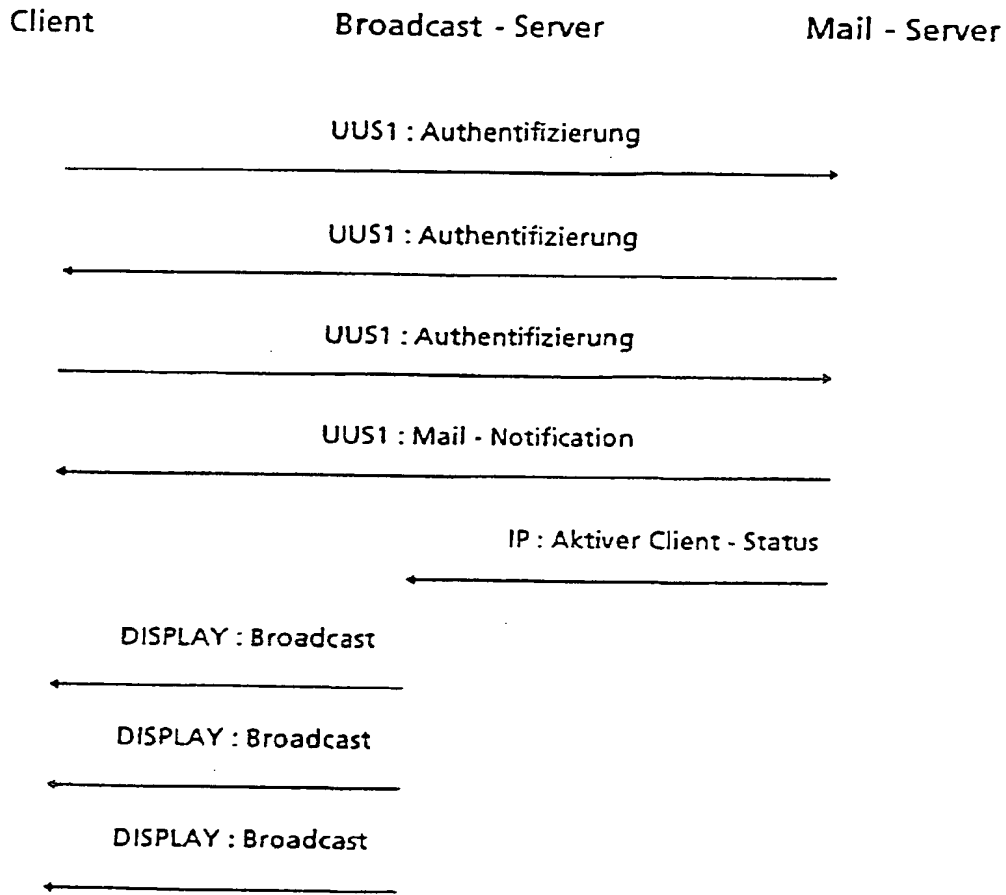 Client Broadcast - Server Mail - Server
UUS1 : Authentifizierung
UUS1 : Authentifizierung
UUS1 : Authentifizierung
UUS1 : Mail - Notification
IP : Aktiver Client - Status
DISPLAY : Broadcast
DISPLAY : Broadcast
DISPLAY : Broadcast